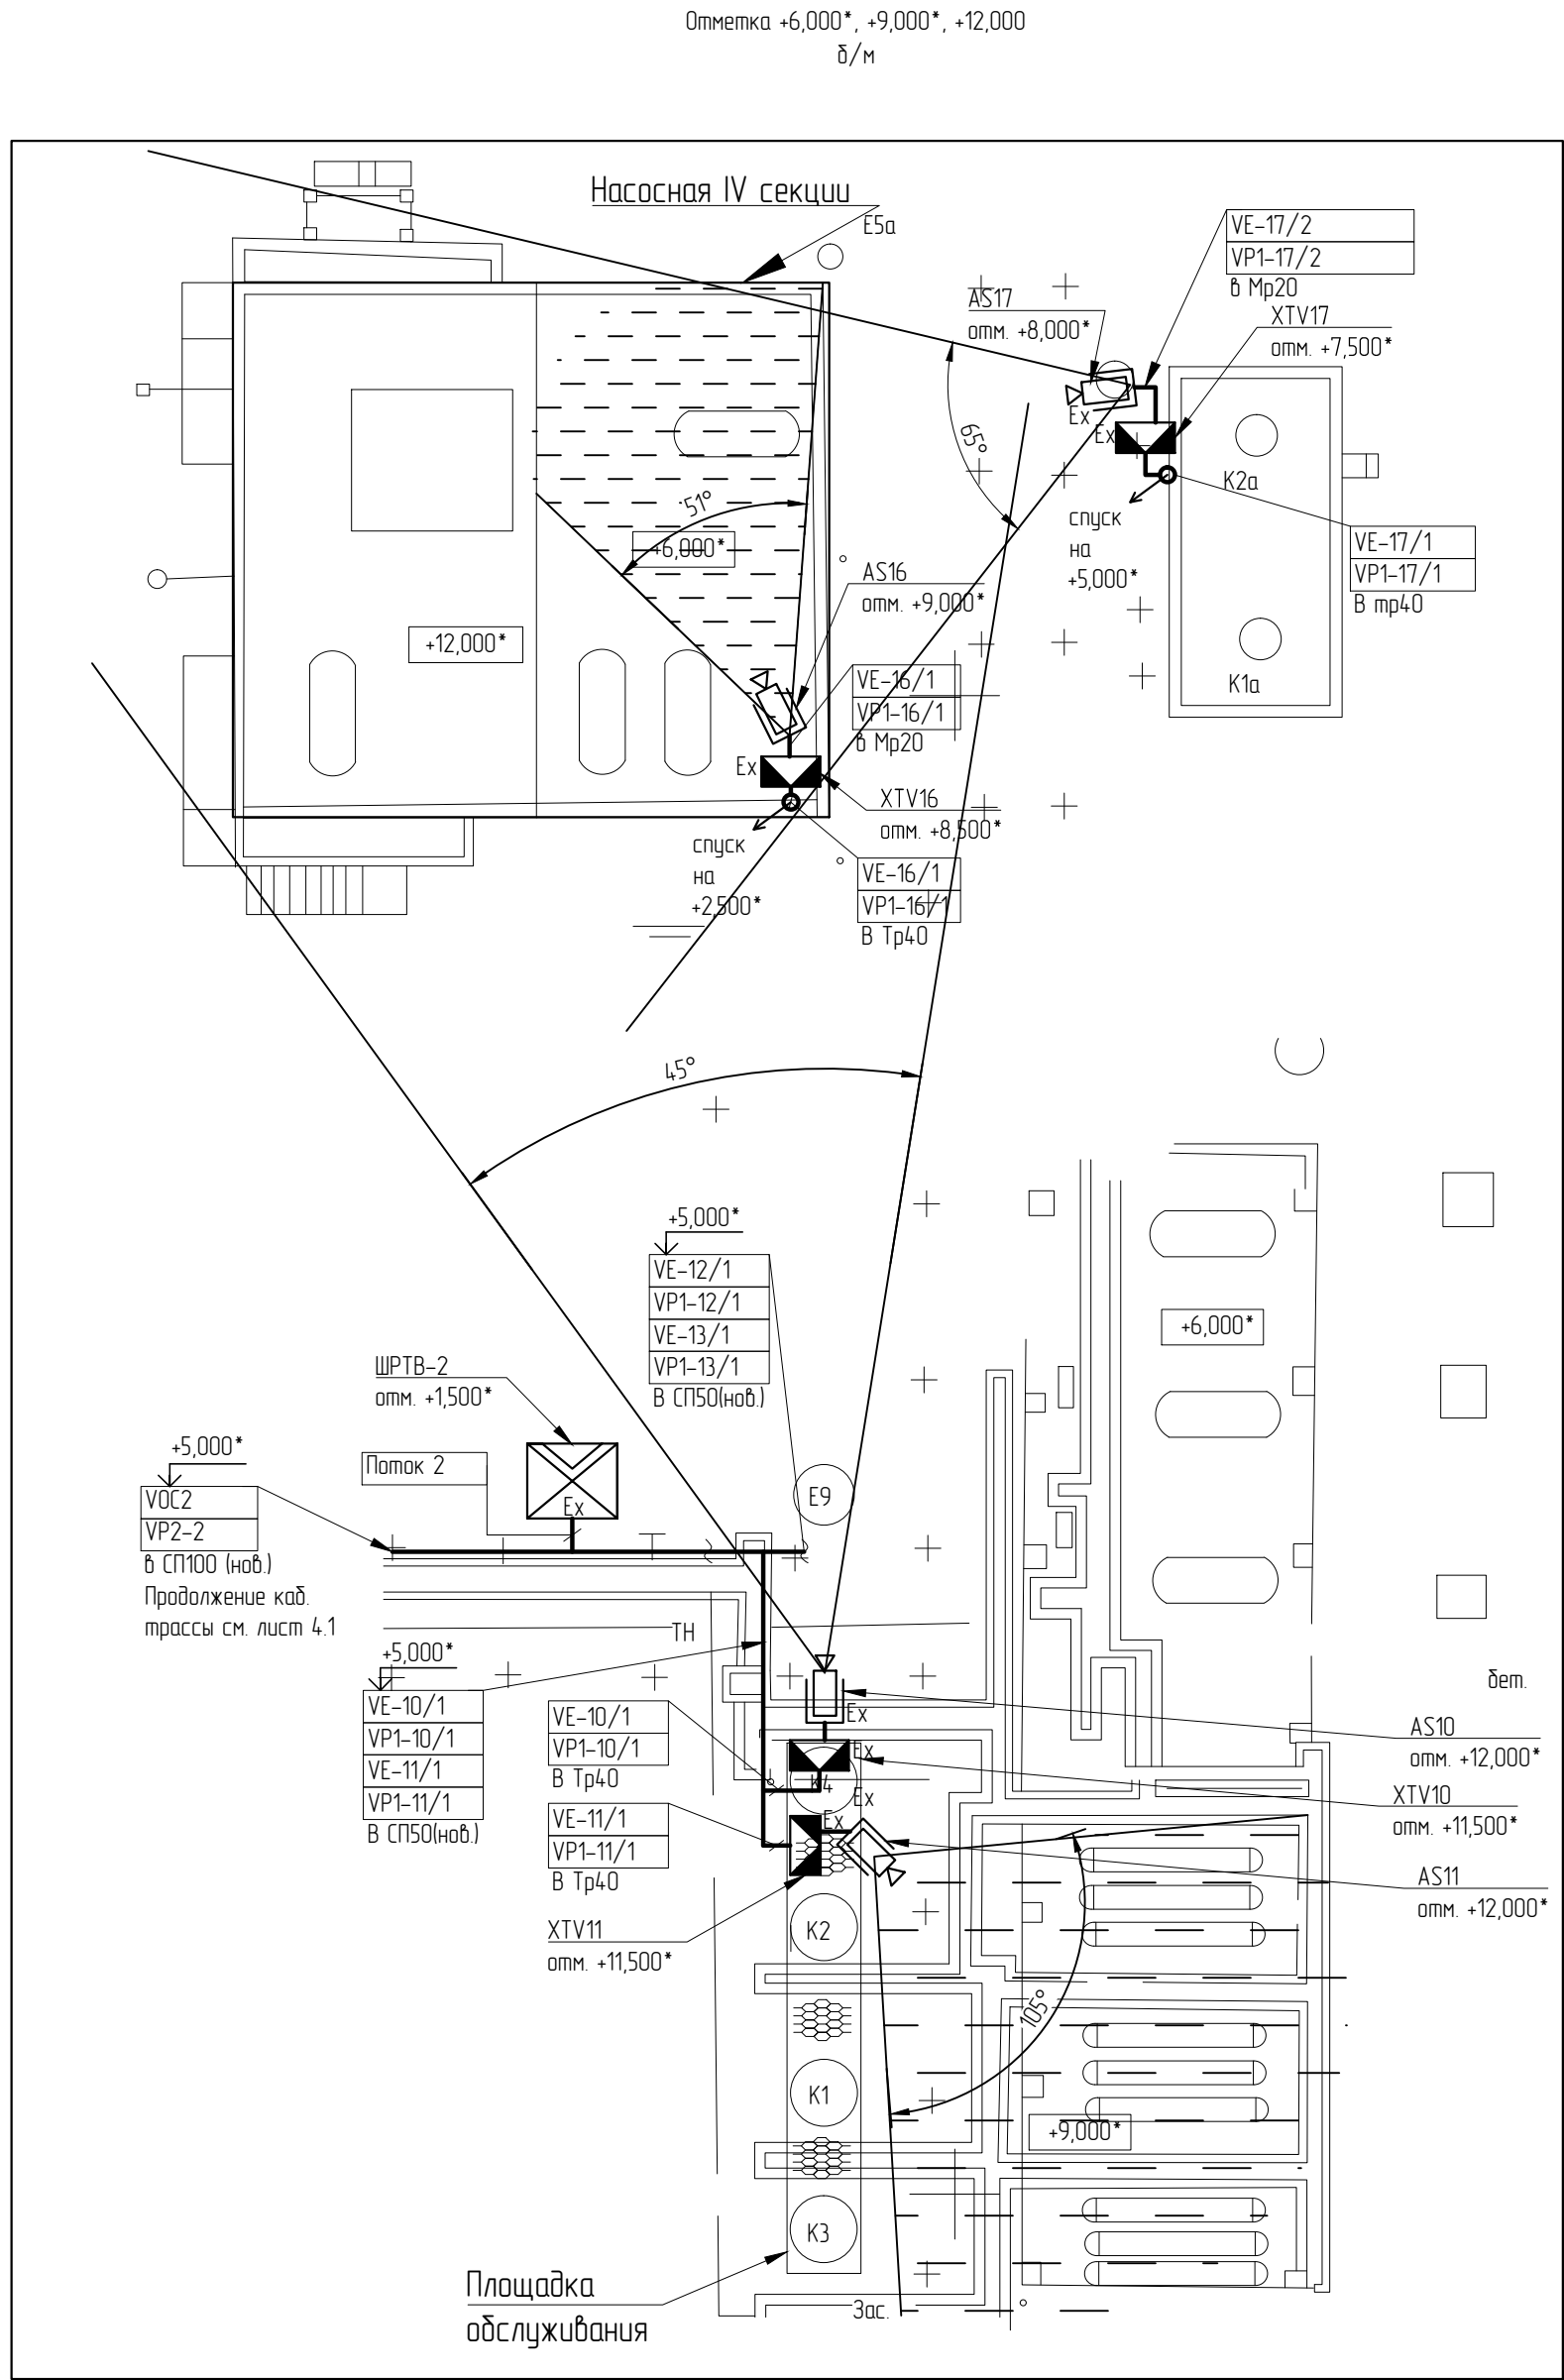 Отметка +6,000*, +9,000*, +12,000
б/м
Насосная IV секции
E5а
VE-17/2
VP1-17/2
в Мр20
AS17
отм. +8,000*
XTV17
отм. +7,500*
Ex
Ex
65°
K2а
спуск
на
+5,000*
VE-17/1
VP1-17/1
В тр40
K1а
51°
+6,000*
AS16
отм. +9,000*
+12,000*
VE-16/1
VP1-16/1
в Мр20
Ex
XTV16
отм. +8,500*
спуск
на
+2,500*
VE-16/1
VP1-16/1
В Тр40
45°
+5,000*
VE-12/1
VP1-12/1
VE-13/1
VP1-13/1
В СП50(нов.)
+6,000*
ШРТВ-2
отм. +1,500*
Поток 2
Ex
E9
+5,000*
VOC2
VP2-2
в СП100 (нов.)
Продолжение каб.
трассы см. лист 4.1
ТН
+5,000*
VE-10/1
VP1-10/1
VE-11/1
VP1-11/1
В СП50(нов.)
VE-10/1
VP1-10/1
В Тр40
VE-11/1
VP1-11/1
В Тр40
XTV11
отм. +11,500*
Ex
Ex
K4
Ex
Ex
бет.
AS10
отм. +12,000*
XTV10
отм. +11,500*
AS11
отм. +12,000*
K2
105°
K1
+9,000*
K3
Площадка
обслуживания
Зас.